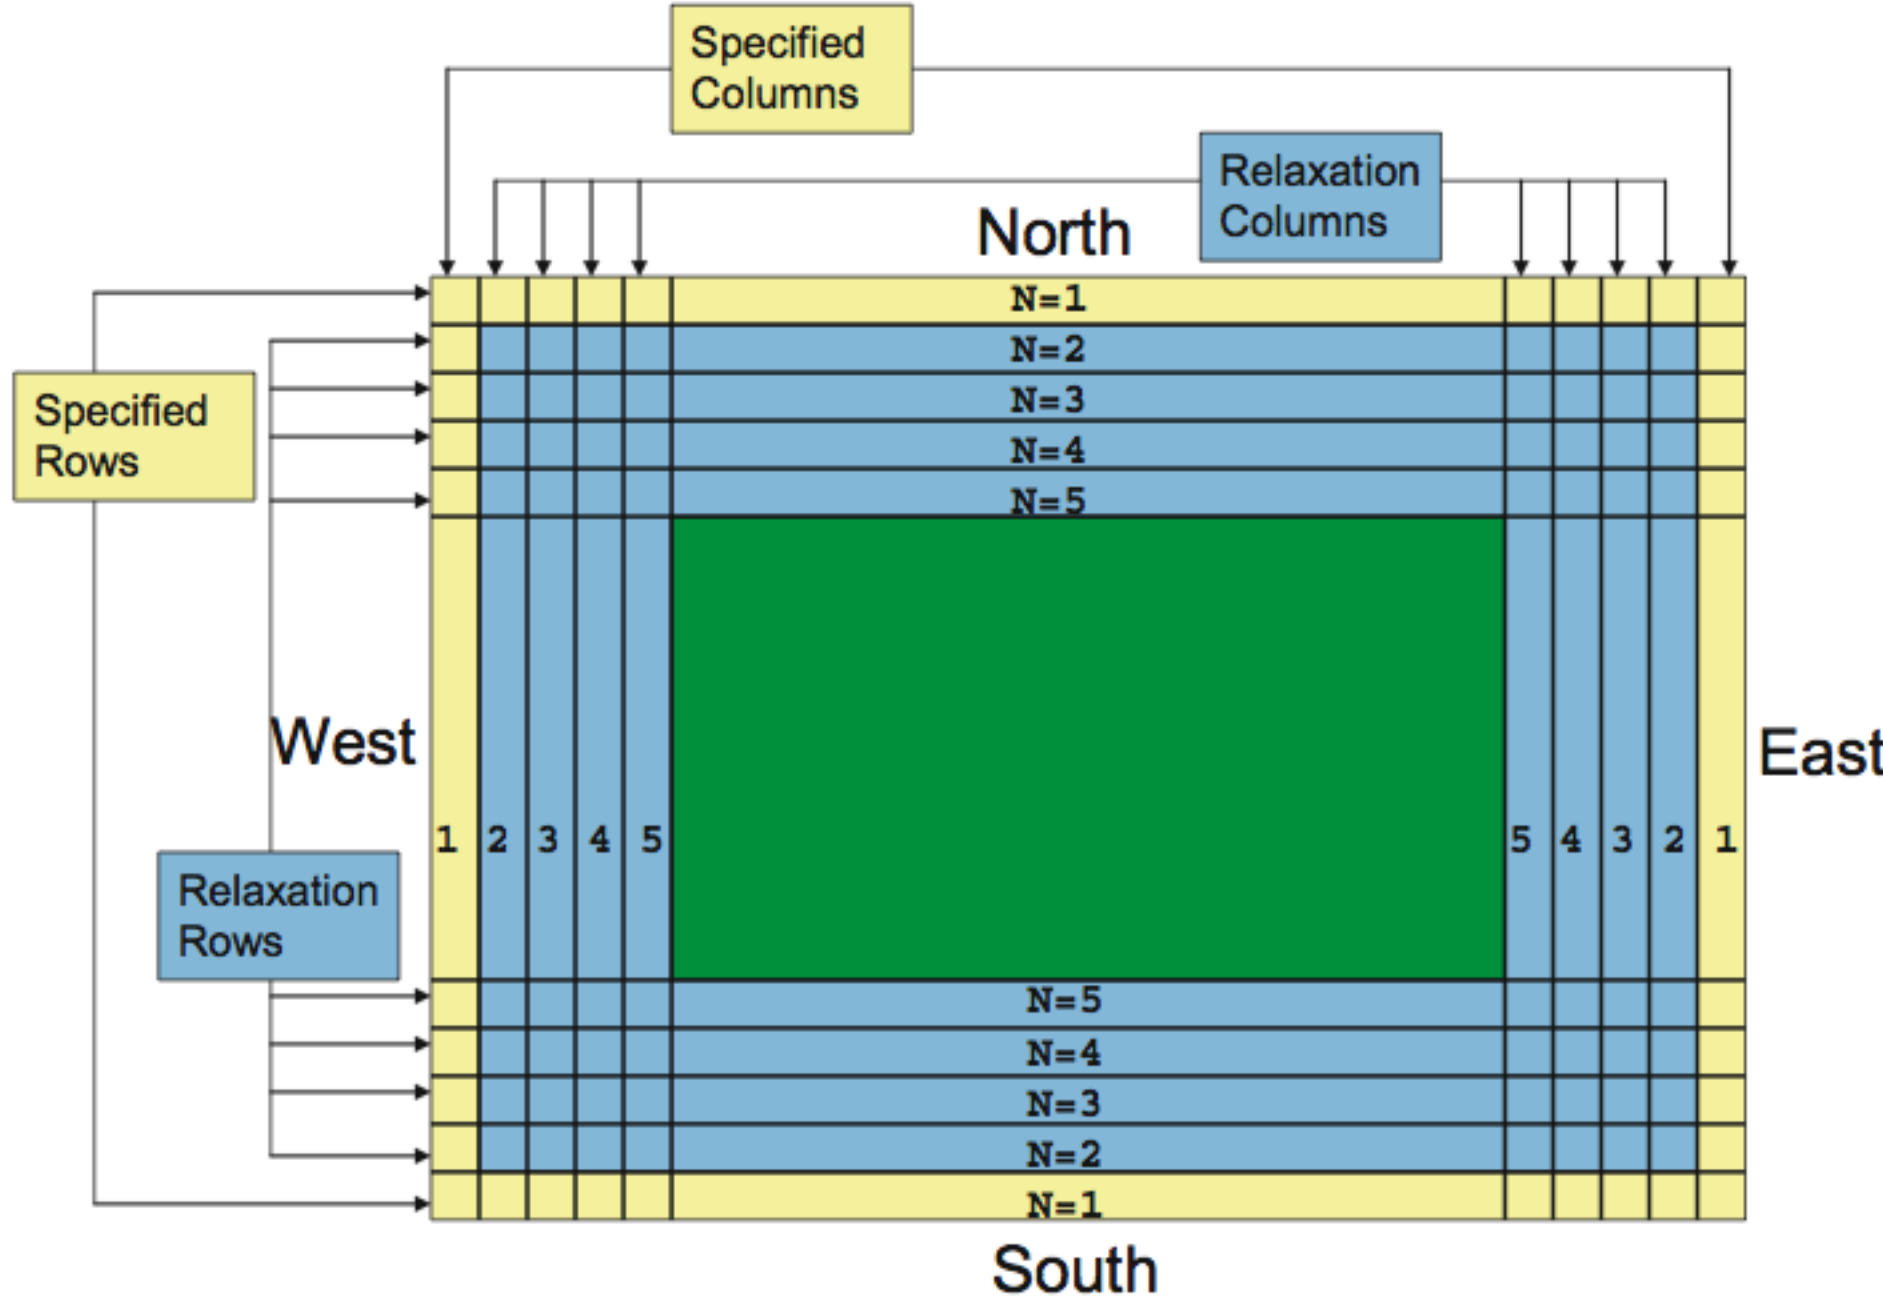 Specified
Columns
Relaxation
Columns
North
N=1
N=2
N=3
N=4
N=5
Specified
Rows
West
East
1 2 3 4 5 5 4 3 2 1
Relaxation
Rows
N=5
N=4
N=3
N=2
N=1
South